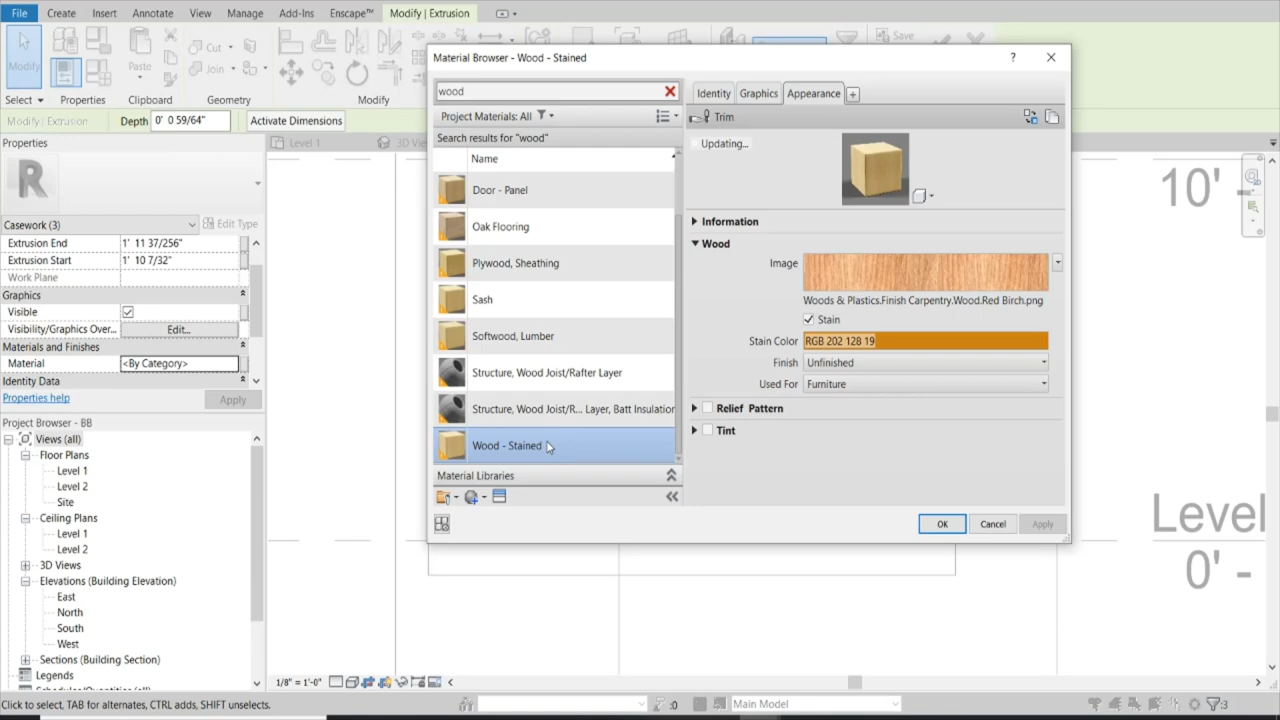 File Create Insert Annotate View Manage Add-Ins Enscape™ Modify | Extrusion
Modify Paste Cut Join Save
Select Properties Clipboard Geometry Modify
Modify | Extrusion Depth 0' 0 59/64" Activate Dimensions
Properties
Level 1
3D Vie
R
Casework (3) Edit Type
Extrusion End 1' 11 37/256"
Extrusion Start 1' 10 7/32"
Work Plane
Graphics
Visible
Visibility/Graphics Over... Edit...
Materials and Finishes
Material <By Category>
Identity Data
Properties help Apply
Project Browser - BB
Views (all)
Floor Plans
Level 1
Level 2
Site
Ceiling Plans
Level 1
Level 2
3D Views
Elevations (Building Elevation)
East
North
South
West
Sections (Building Section)
Legends
Schedules/Quantities (all)
Material Browser - Wood - Stained ?
wood
Project Materials: All
Search results for "wood"
Name
Door - Panel
Oak Flooring
Plywood, Sheathing
Sash
Softwood, Lumber
Structure, Wood Joist/Rafter Layer
Structure, Wood Joist/R... Layer, Batt Insulation
Wood - Stained
Material Libraries
Identity Graphics Appearance +
0 Trim
Updating...
Information
Wood
Image
Woods & Plastics.Finish Carpentry.Wood.Red Birch.png
Stain
Stain Color RGB 202 128 19
Finish Unfinished
Used For Furniture
Relief Pattern
Tint
OK Cancel Apply
10' -
Level
0' -
1/8" = 1'-0"
Click to select, TAB for alternates, CTRL adds, SHIFT unselects. :0 Main Model :3